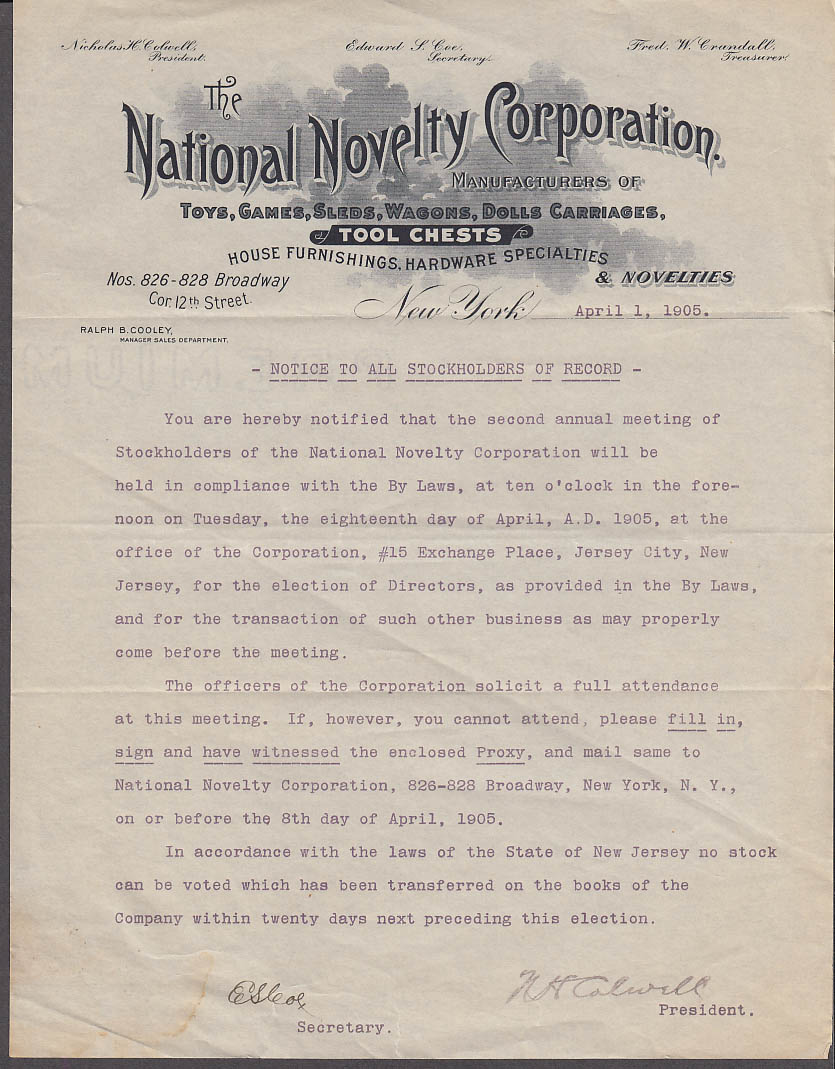 Nicholas H. Colwell,
President.
Edward S. Coe,
Secretary.
Fred. W. Crandall,
Treasurer.
The
National Novelty Corporation.
MANUFACTURERS OF
TOYS, GAMES, SLEDS, WAGONS, DOLLS CARRIAGES,
TOOL CHESTS
HOUSE FURNISHINGS, HARDWARE SPECIALTIES
& NOVELTIES
Nos. 826-828 Broadway
Cor. 12th Street.
New York April 1, 1905.
RALPH B. COOLEY,
MANAGER SALES DEPARTMENT.
- NOTICE TO ALL STOCKHOLDERS OF RECORD -
You are hereby notified that the second annual meeting of
Stockholders of the National Novelty Corporation will be
held in compliance with the By Laws, at ten o'clock in the fore-
noon on Tuesday, the eighteenth day of April, A.D. 1905, at the
office of the Corporation, #15 Exchange Place, Jersey City, New
Jersey, for the election of Directors, as provided in the By Laws,
and for the transaction of such other business as may properly
come before the meeting.
The officers of the Corporation solicit a full attendance
at this meeting. If, however, you cannot attend, please fill in,
sign and have witnessed the enclosed Proxy, and mail same to
National Novelty Corporation, 826-828 Broadway, New York, N. Y.,
on or before the 8th day of April, 1905.
In accordance with the laws of the State of New Jersey no stock
can be voted which has been transferred on the books of the
Company within twenty days next preceding this election.
E S Coe
Secretary.
N H Colwell
President.